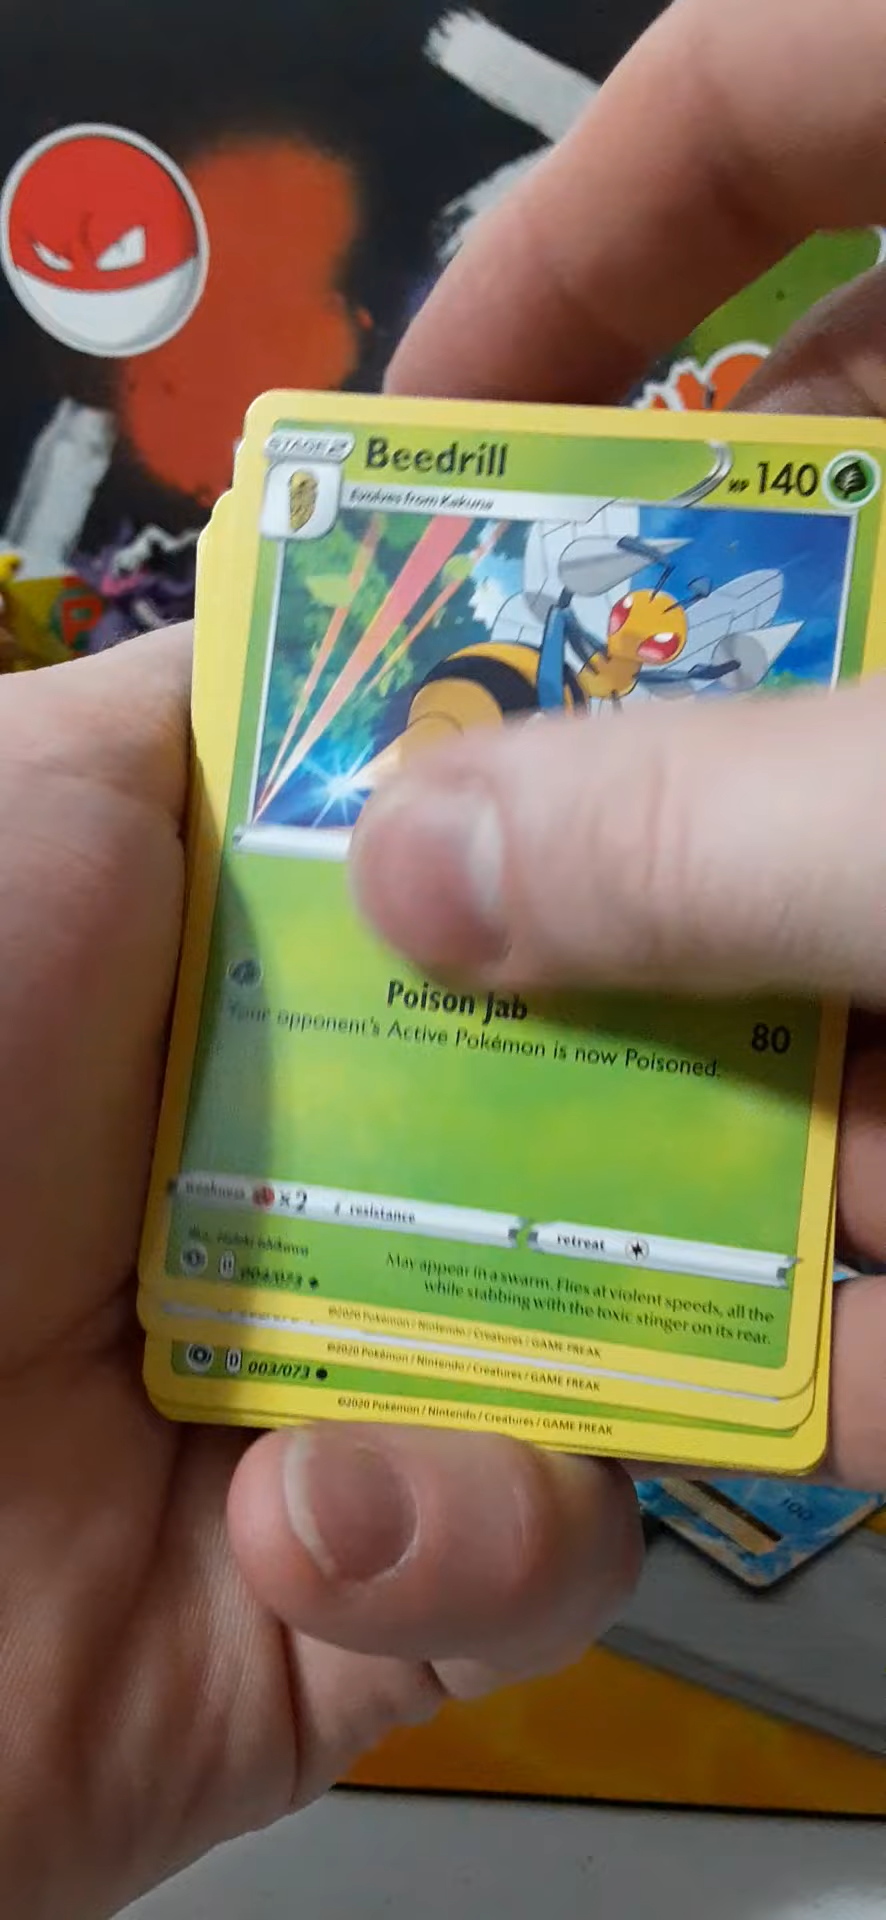 STAGE 2
Beedrill
HP 140
Evolves from Kakuna
Poison Jab
80
Your opponent's Active Pokémon is now Poisoned.
weakness ×2
resistance
retreat
D
May appear in a swarm. Flies at violent speeds, all the
while stabbing with the toxic stinger on its rear.
©2020 Pokémon / Nintendo / Creatures / GAME FREAK
©2020 Pokémon / Nintendo / Creatures / GAME FREAK
D 003/073
©2020 Pokémon / Nintendo / Creatures / GAME FREAK
100